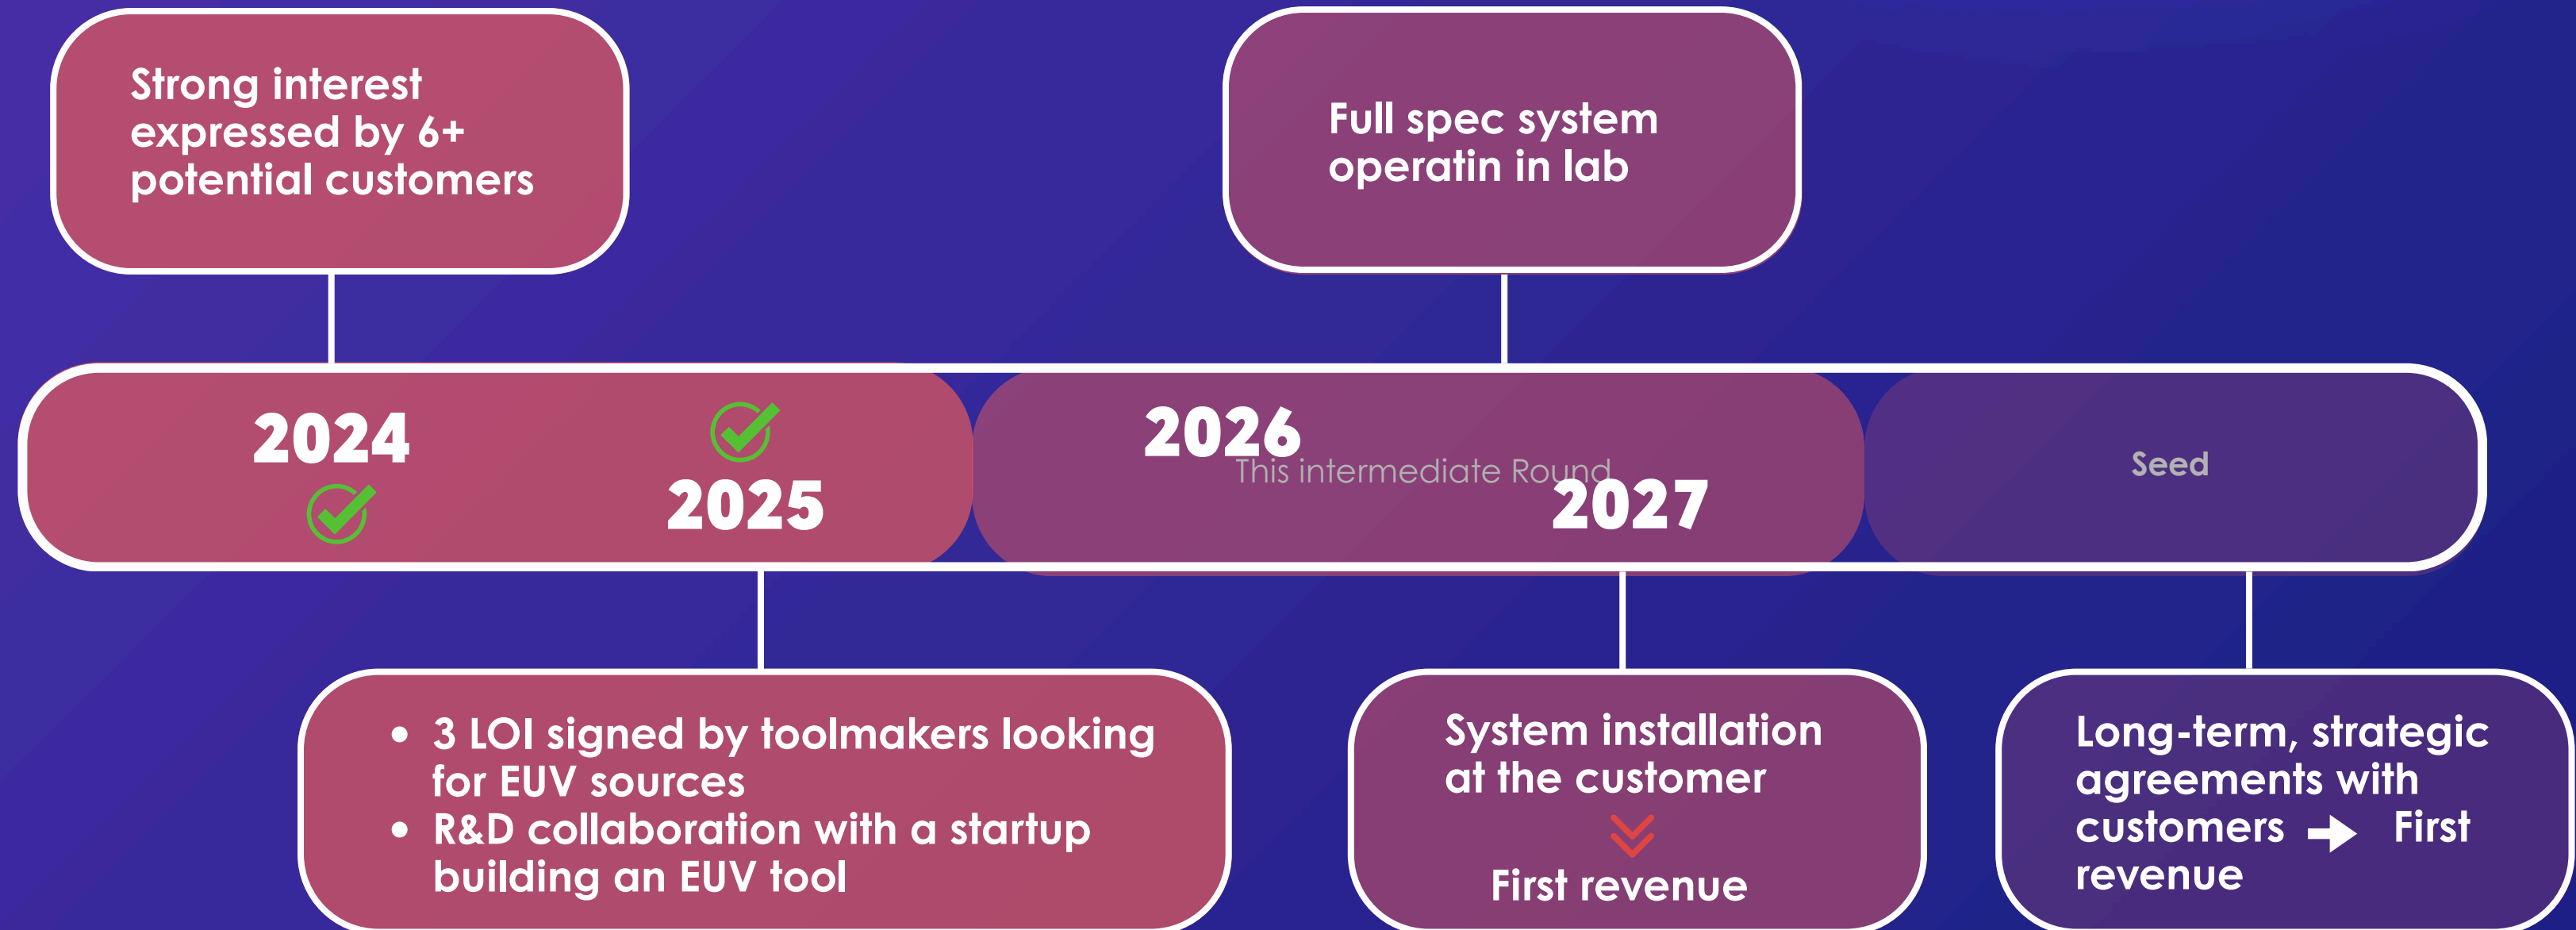 Strong interest
expressed by 6+
potential customers
Full spec system
operatin in lab
2024
2025
2026
This intermediate Round
2027
Seed
• 3 LOI signed by toolmakers looking
for EUV sources
• R&D collaboration with a startup
building an EUV tool
System installation
at the customer
First revenue
Long-term, strategic
agreements with
customers → First
revenue